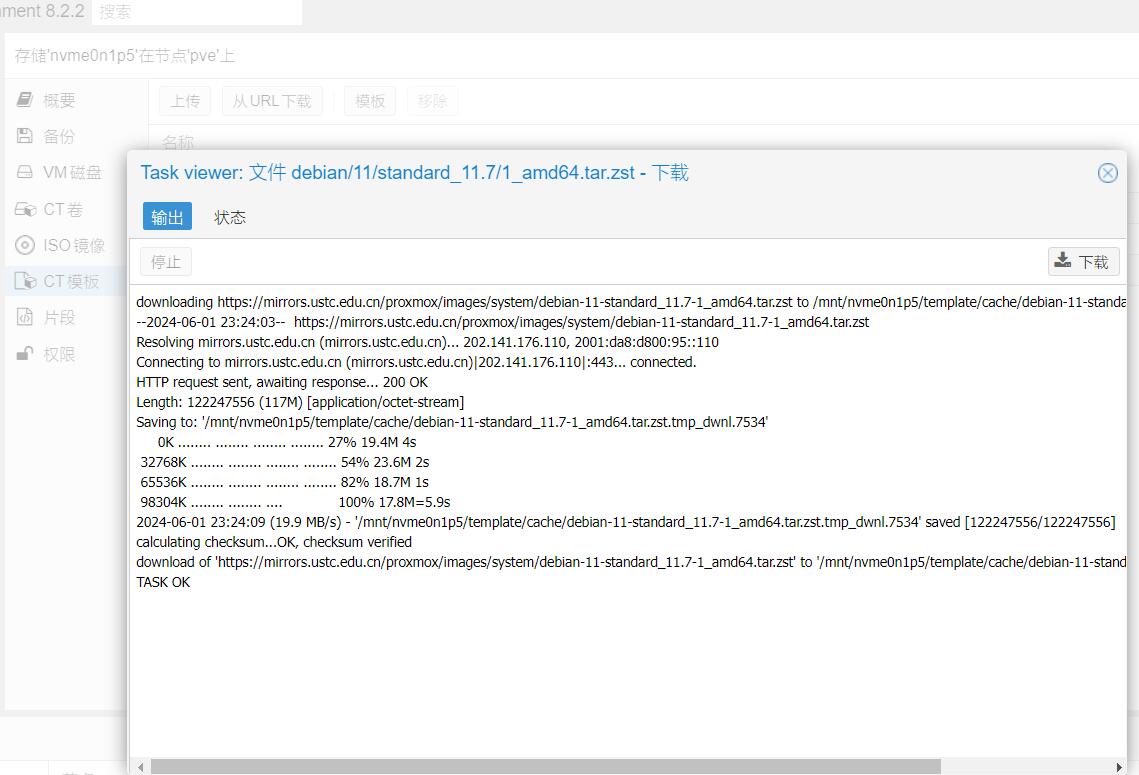 nment 8.2.2 搜索
存储'nvme0n1p5'在节点'pve'上
概要
备份
VM 磁盘
CT 卷
ISO 镜像
CT 模板
片段
权限
上传 从 URL 下载 模板 移除
名称
Task viewer: 文件 debian/11/standard_11.7/1_amd64.tar.zst - 下载
输出 状态
停止 下载
downloading https://mirrors.ustc.edu.cn/proxmox/images/system/debian-11-standard_11.7-1_amd64.tar.zst to /mnt/nvme0n1p5/template/cache/debian-11-standa
--2024-06-01 23:24:03-- https://mirrors.ustc.edu.cn/proxmox/images/system/debian-11-standard_11.7-1_amd64.tar.zst
Resolving mirrors.ustc.edu.cn (mirrors.ustc.edu.cn)... 202.141.176.110, 2001:da8:d800:95::110
Connecting to mirrors.ustc.edu.cn (mirrors.ustc.edu.cn)|202.141.176.110|:443... connected.
HTTP request sent, awaiting response... 200 OK
Length: 122247556 (117M) [application/octet-stream]
Saving to: '/mnt/nvme0n1p5/template/cache/debian-11-standard_11.7-1_amd64.tar.zst.tmp_dwnl.7534'
0K ........ ........ ........ ........ 27% 19.4M 4s
32768K ........ ........ ........ ........ 54% 23.6M 2s
65536K ........ ........ ........ ........ 82% 18.7M 1s
98304K ........ ........ .... 100% 17.8M=5.9s
2024-06-01 23:24:09 (19.9 MB/s) - '/mnt/nvme0n1p5/template/cache/debian-11-standard_11.7-1_amd64.tar.zst.tmp_dwnl.7534' saved [122247556/122247556]
calculating checksum...OK, checksum verified
download of 'https://mirrors.ustc.edu.cn/proxmox/images/system/debian-11-standard_11.7-1_amd64.tar.zst' to '/mnt/nvme0n1p5/template/cache/debian-11-stand
TASK OK